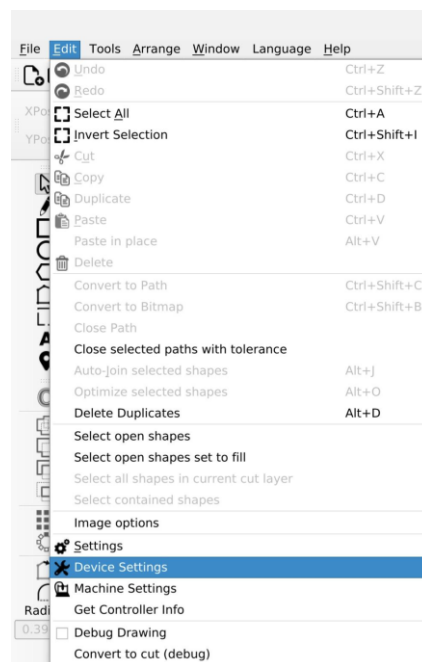 File Edit Tools Arrange Window Language Help
Undo Ctrl+Z
Redo Ctrl+Shift+Z
XPo
Select All Ctrl+A
Invert Selection Ctrl+Shift+I
YPo
Cut Ctrl+X
Copy Ctrl+C
Duplicate Ctrl+D
Paste Ctrl+V
Paste in place Alt+V
Delete
Convert to Path Ctrl+Shift+C
Convert to Bitmap Ctrl+Shift+B
Close Path
Close selected paths with tolerance
Auto-Join selected shapes Alt+J
Optimize selected shapes Alt+O
Delete Duplicates Alt+D
Select open shapes
Select open shapes set to fill
Select all shapes in current cut layer
Select contained shapes
Image options
Settings
Device Settings
Machine Settings
Get Controller Info
Radi
0.39
Debug Drawing
Convert to cut (debug)